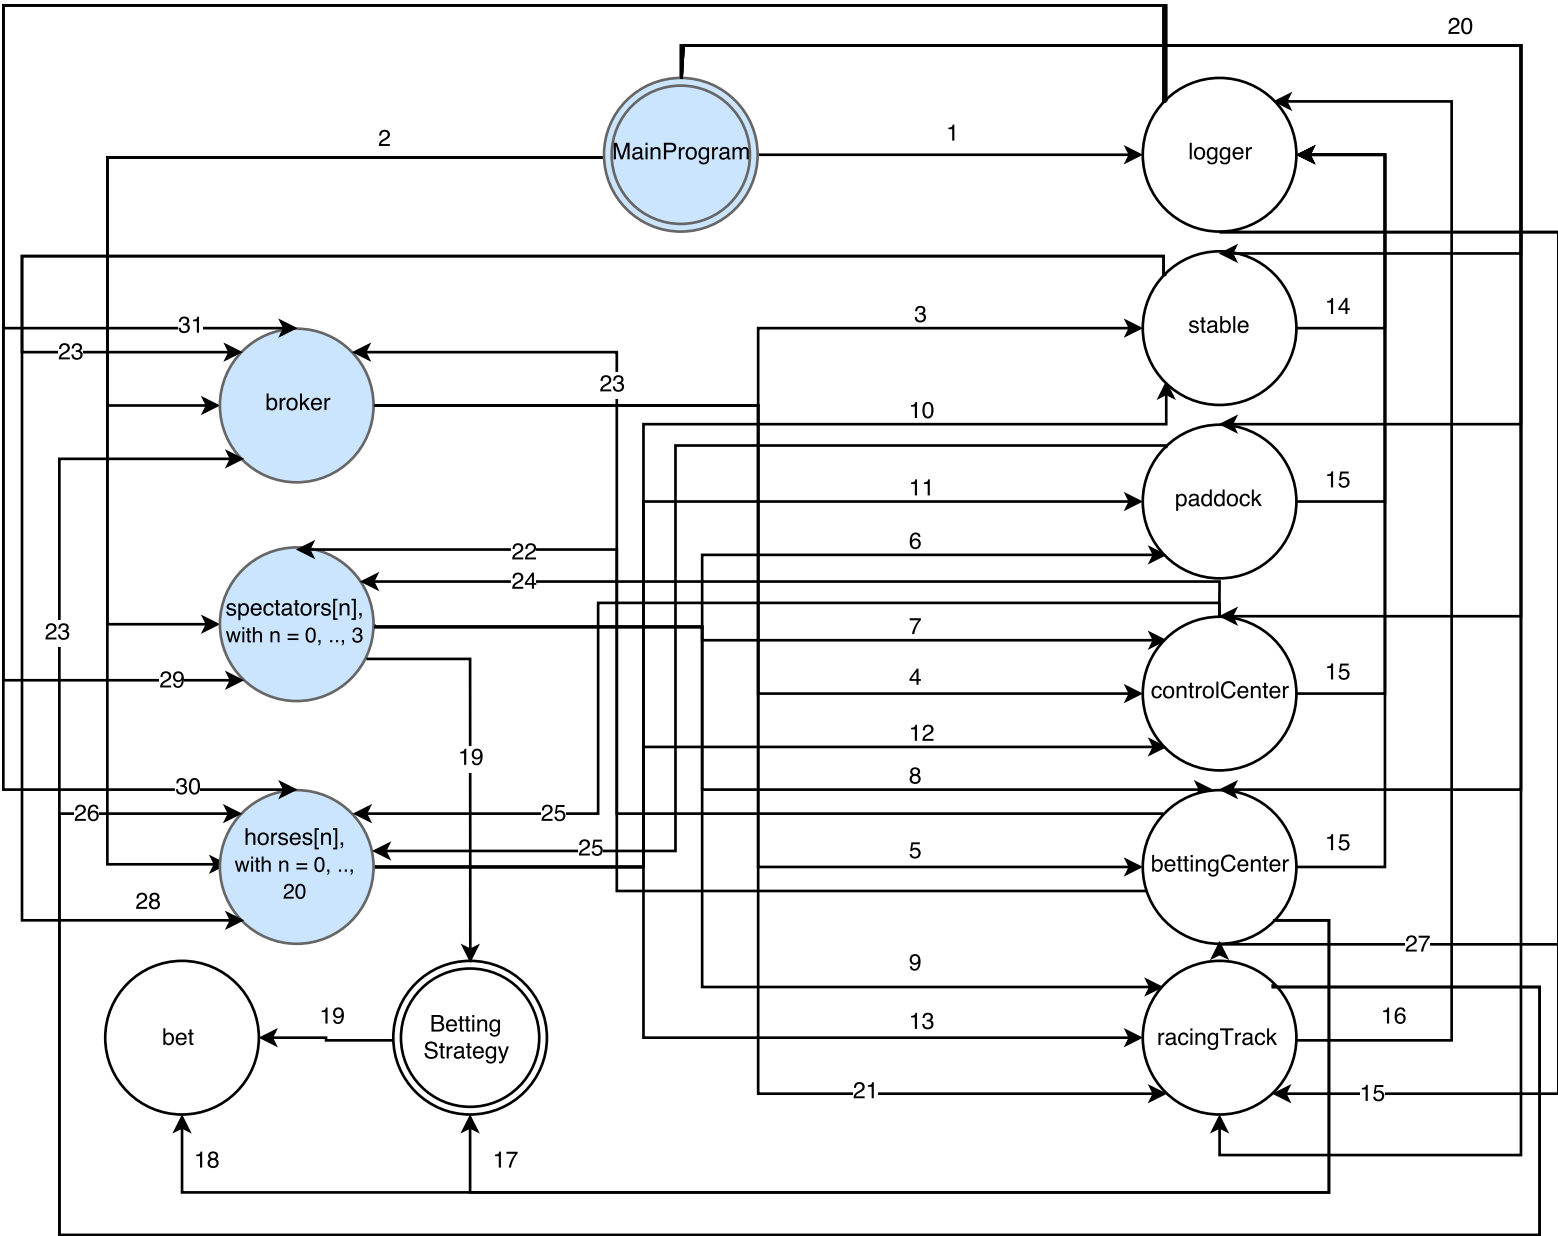 20
2
1
MainProgram
logger
31
3
14
stable
23
23
broker
10
11
15
paddock
6
22
24
spectators[n],
with n = 0, .., 3
23
7
4
15
controlCenter
29
12
19
8
30
26
25
horses[n],
with n = 0, ..,
20
25
5
15
bettingCenter
28
27
9
19
bet
Betting
Strategy
13
16
racingTrack
21
15
18
17